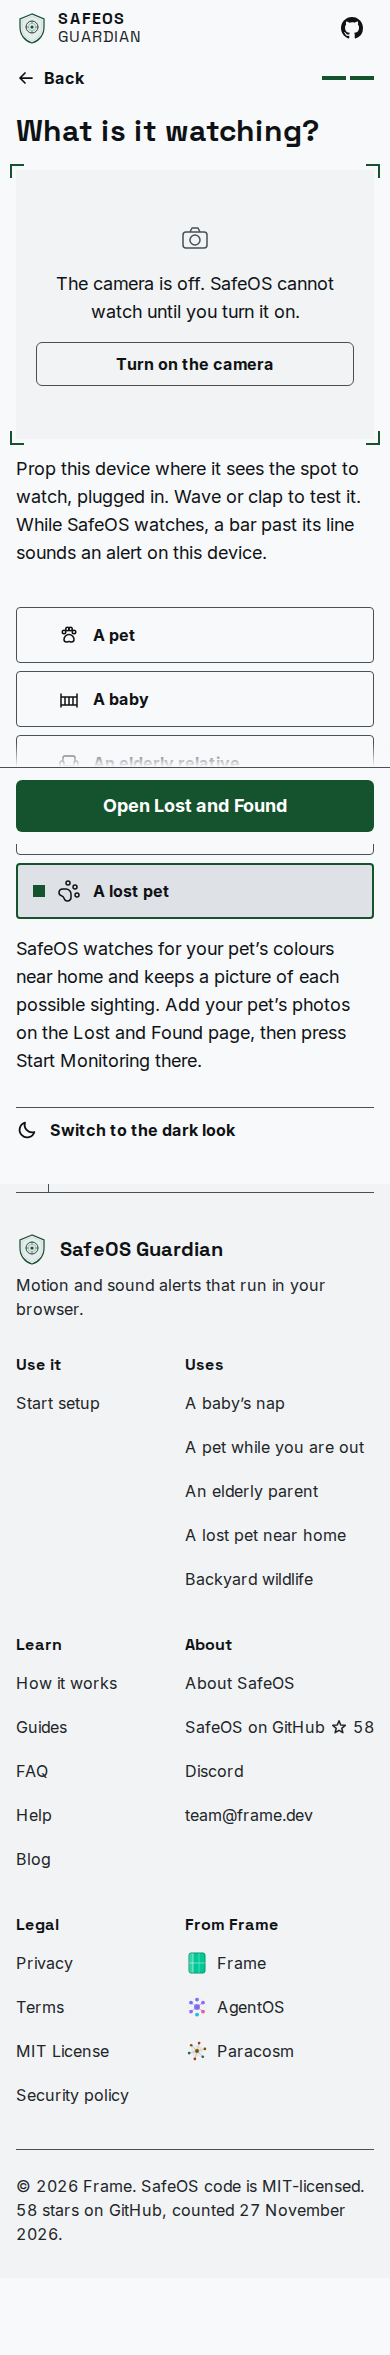 SAFEOS
GUARDIAN
Back
What is it watching?
The camera is off. SafeOS cannot
watch until you turn it on.
Turn on the camera
Prop this device where it sees the spot to
watch, plugged in. Wave or clap to test it.
While SafeOS watches, a bar past its line
sounds an alert on this device.
A pet
A baby
An elderly relative
Open Lost and Found
A lost pet
SafeOS watches for your pet’s colours
near home and keeps a picture of each
possible sighting. Add your pet’s photos
on the Lost and Found page, then press
Start Monitoring there.
Switch to the dark look
SafeOS Guardian
Motion and sound alerts that run in your
browser.
Use it
Start setup
Uses
A baby’s nap
A pet while you are out
An elderly parent
A lost pet near home
Backyard wildlife
Learn
How it works
Guides
FAQ
Help
Blog
About
About SafeOS
SafeOS on GitHub ☆ 58
Discord
team@frame.dev
Legal
Privacy
Terms
MIT License
Security policy
From Frame
Frame
AgentOS
Paracosm
© 2026 Frame. SafeOS code is MIT-licensed.
58 stars on GitHub, counted 27 November
2026.